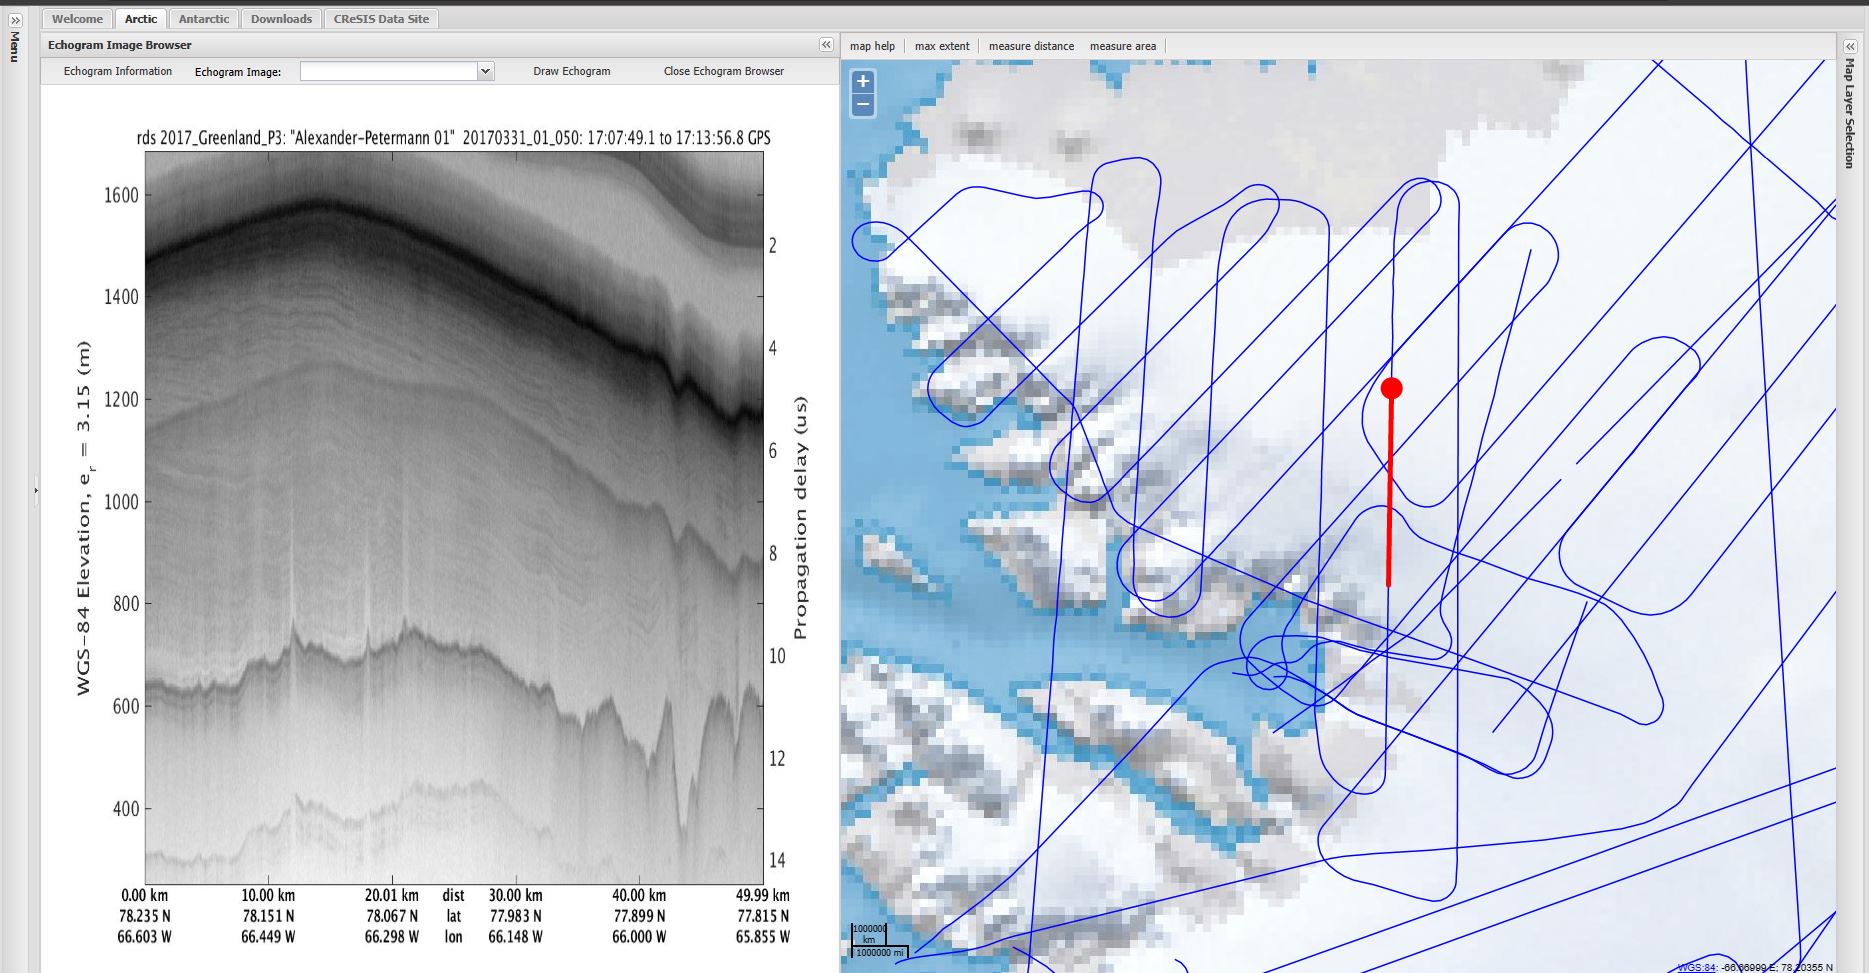 Welcome
Arctic
Antarctic
Downloads
CReSIS Data Site
Menu
Echogram Image Browser
Echogram Information
Echogram Image:
Draw Echogram
Close Echogram Browser
rds 2017_Greenland_P3: "Alexander-Petermann 01" 20170331_01_050: 17:07:49.1 to 17:13:56.8 GPS
WGS-84 Elevation, e_r = 3.15 (m)
1600
1400
1200
1000
800
600
400
2
4
6
8
10
12
14
Propagation delay (us)
0.00 km 10.00 km 20.01 km dist 30.00 km 40.00 km 49.99 km
78.235 N 78.151 N 78.067 N lat 77.983 N 77.899 N 77.815 N
66.603 W 66.449 W 66.298 W lon 66.148 W 66.000 W 65.855 W
map help
max extent
measure distance
measure area
+
−
Map Layer Selection
1000000
km
1000000 mi
WGS:84: -66.66999 E; 78.20355 N